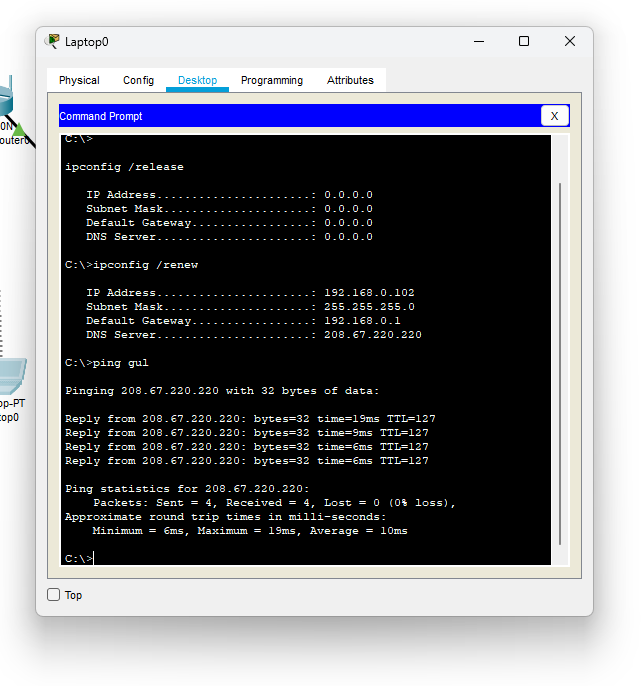 Laptop0
Physical Config Desktop Programming Attributes
Command Prompt X
C:\>
ipconfig /release
IP Address......................: 0.0.0.0
Subnet Mask.....................: 0.0.0.0
Default Gateway.................: 0.0.0.0
DNS Server......................: 0.0.0.0
C:\>ipconfig /renew
IP Address......................: 192.168.0.102
Subnet Mask.....................: 255.255.255.0
Default Gateway.................: 192.168.0.1
DNS Server......................: 208.67.220.220
C:\>ping gul
Pinging 208.67.220.220 with 32 bytes of data:
Reply from 208.67.220.220: bytes=32 time=19ms TTL=127
Reply from 208.67.220.220: bytes=32 time=9ms TTL=127
Reply from 208.67.220.220: bytes=32 time=6ms TTL=127
Reply from 208.67.220.220: bytes=32 time=6ms TTL=127
Ping statistics for 208.67.220.220:
Packets: Sent = 4, Received = 4, Lost = 0 (0% loss),
Approximate round trip times in milli-seconds:
Minimum = 6ms, Maximum = 19ms, Average = 10ms
C:\>
Top
0N
outer0
op-PT
top0